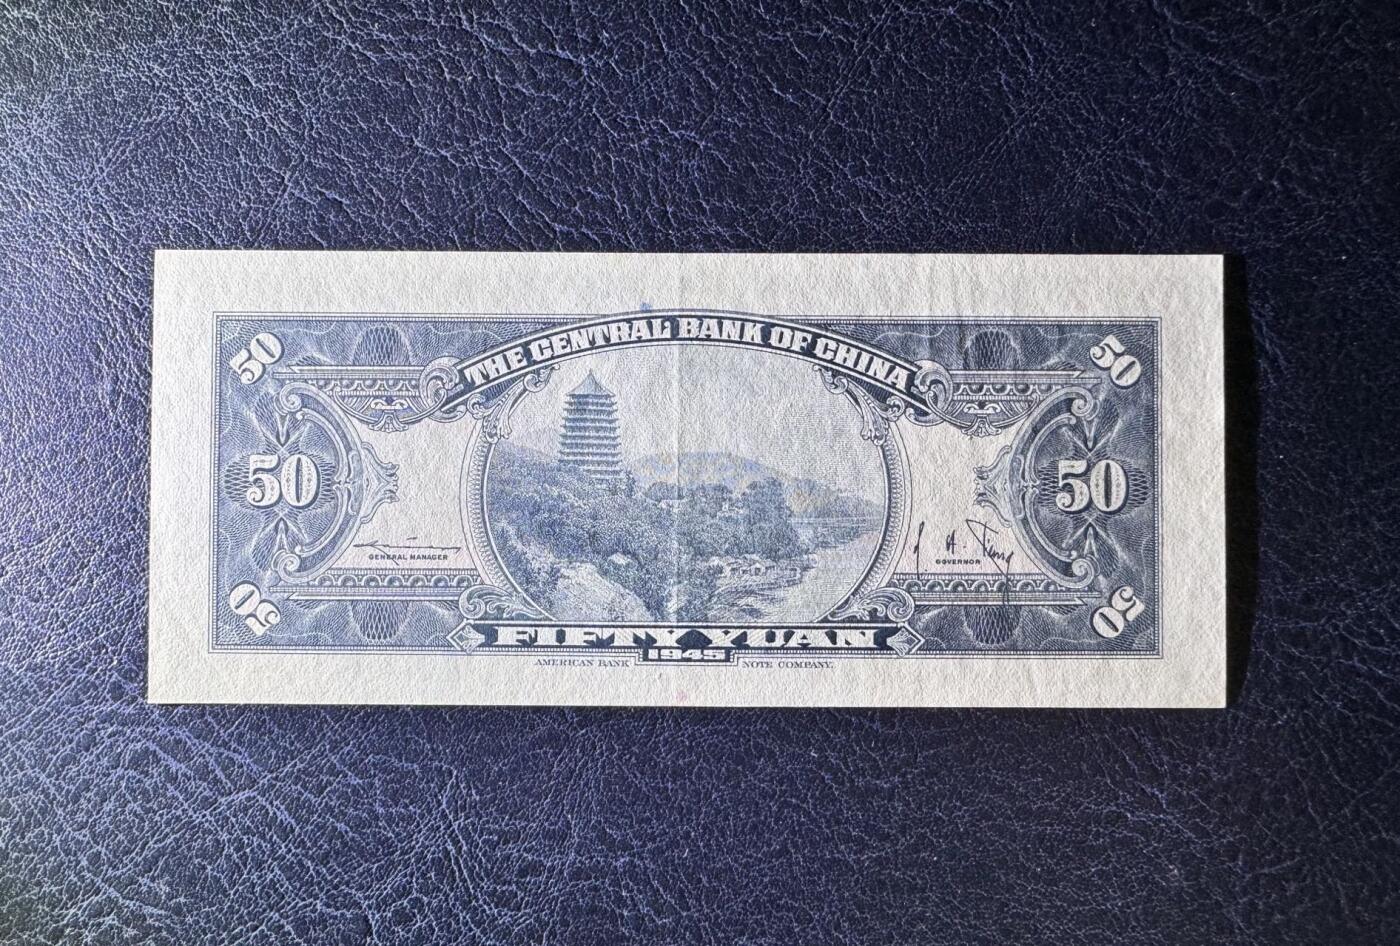 THE CENTRAL BANK OF CHINA
50 50
50 50
GENERAL MANAGER
GOVERNOR
50 50
FIFTY YUAN
1945
AMERICAN BANK NOTE COMPANY.